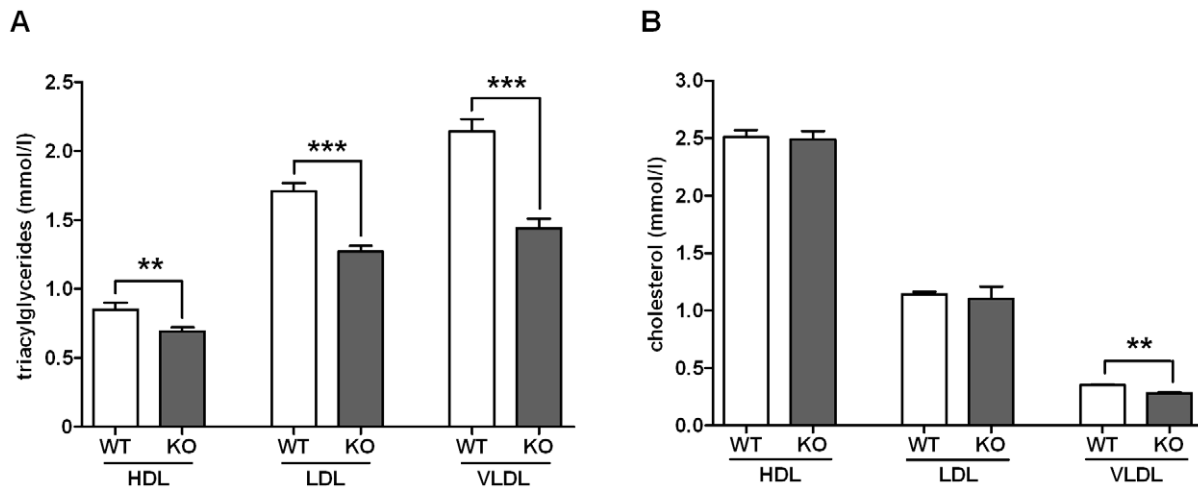 A
triacylglycerides (mmol/l)
2.5
2.0
1.5
1.0
0.5
0
**
***
***
WT KO WT KO WT KO
HDL LDL VLDL
B
cholesterol (mmol/l)
3.0
2.5
2.0
1.5
1.0
0.5
0.0
**
WT KO WT KO WT KO
HDL LDL VLDL